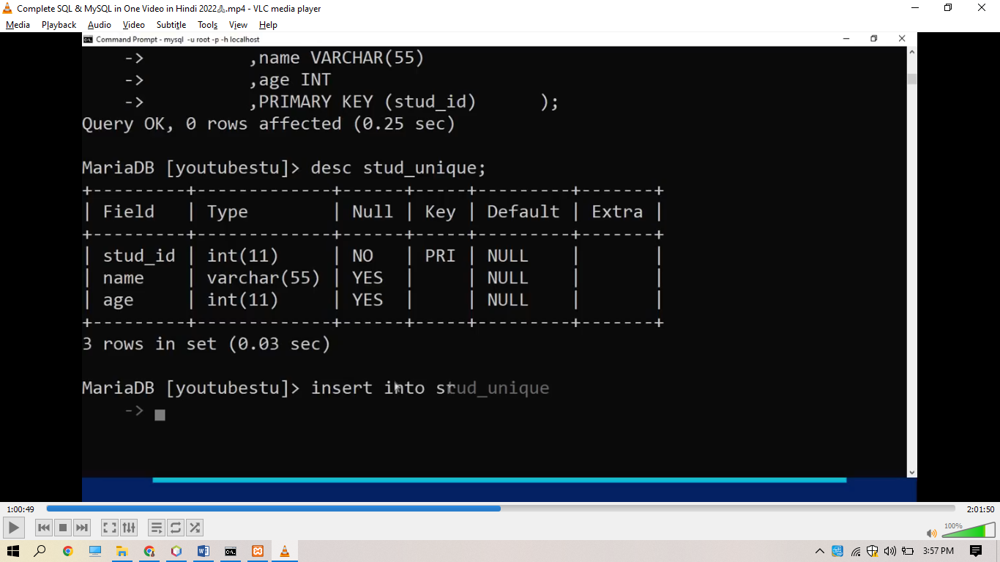 Complete SQL & MySQL in One Video in Hindi 2022🙏.mp4 - VLC media player
Media Playback Audio Video Subtitle Tools View Help
Command Prompt - mysql -u root -p -h localhost
-> ,name VARCHAR(55)
-> ,age INT
-> ,PRIMARY KEY (stud_id) );
Query OK, 0 rows affected (0.25 sec)
MariaDB [youtubestu]> desc stud_unique;
+---------+-------------+------+-----+---------+-------+
| Field | Type | Null | Key | Default | Extra |
+---------+-------------+------+-----+---------+-------+
| stud_id | int(11) | NO | PRI | NULL | |
| name | varchar(55) | YES | | NULL | |
| age | int(11) | YES | | NULL | |
+---------+-------------+------+-----+---------+-------+
3 rows in set (0.03 sec)
MariaDB [youtubestu]> insert into stud_unique
->
1:00:49 2:01:50
100%
3:57 PM